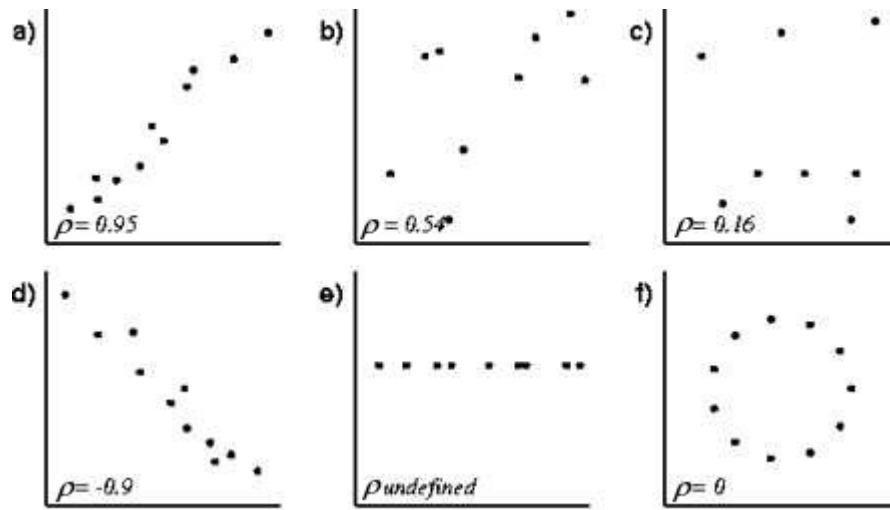 a)
ρ= 0.95
b)
ρ= 0.54
c)
ρ= 0.16
d)
ρ= -0.9
e)
ρ undefined
f)
ρ= 0